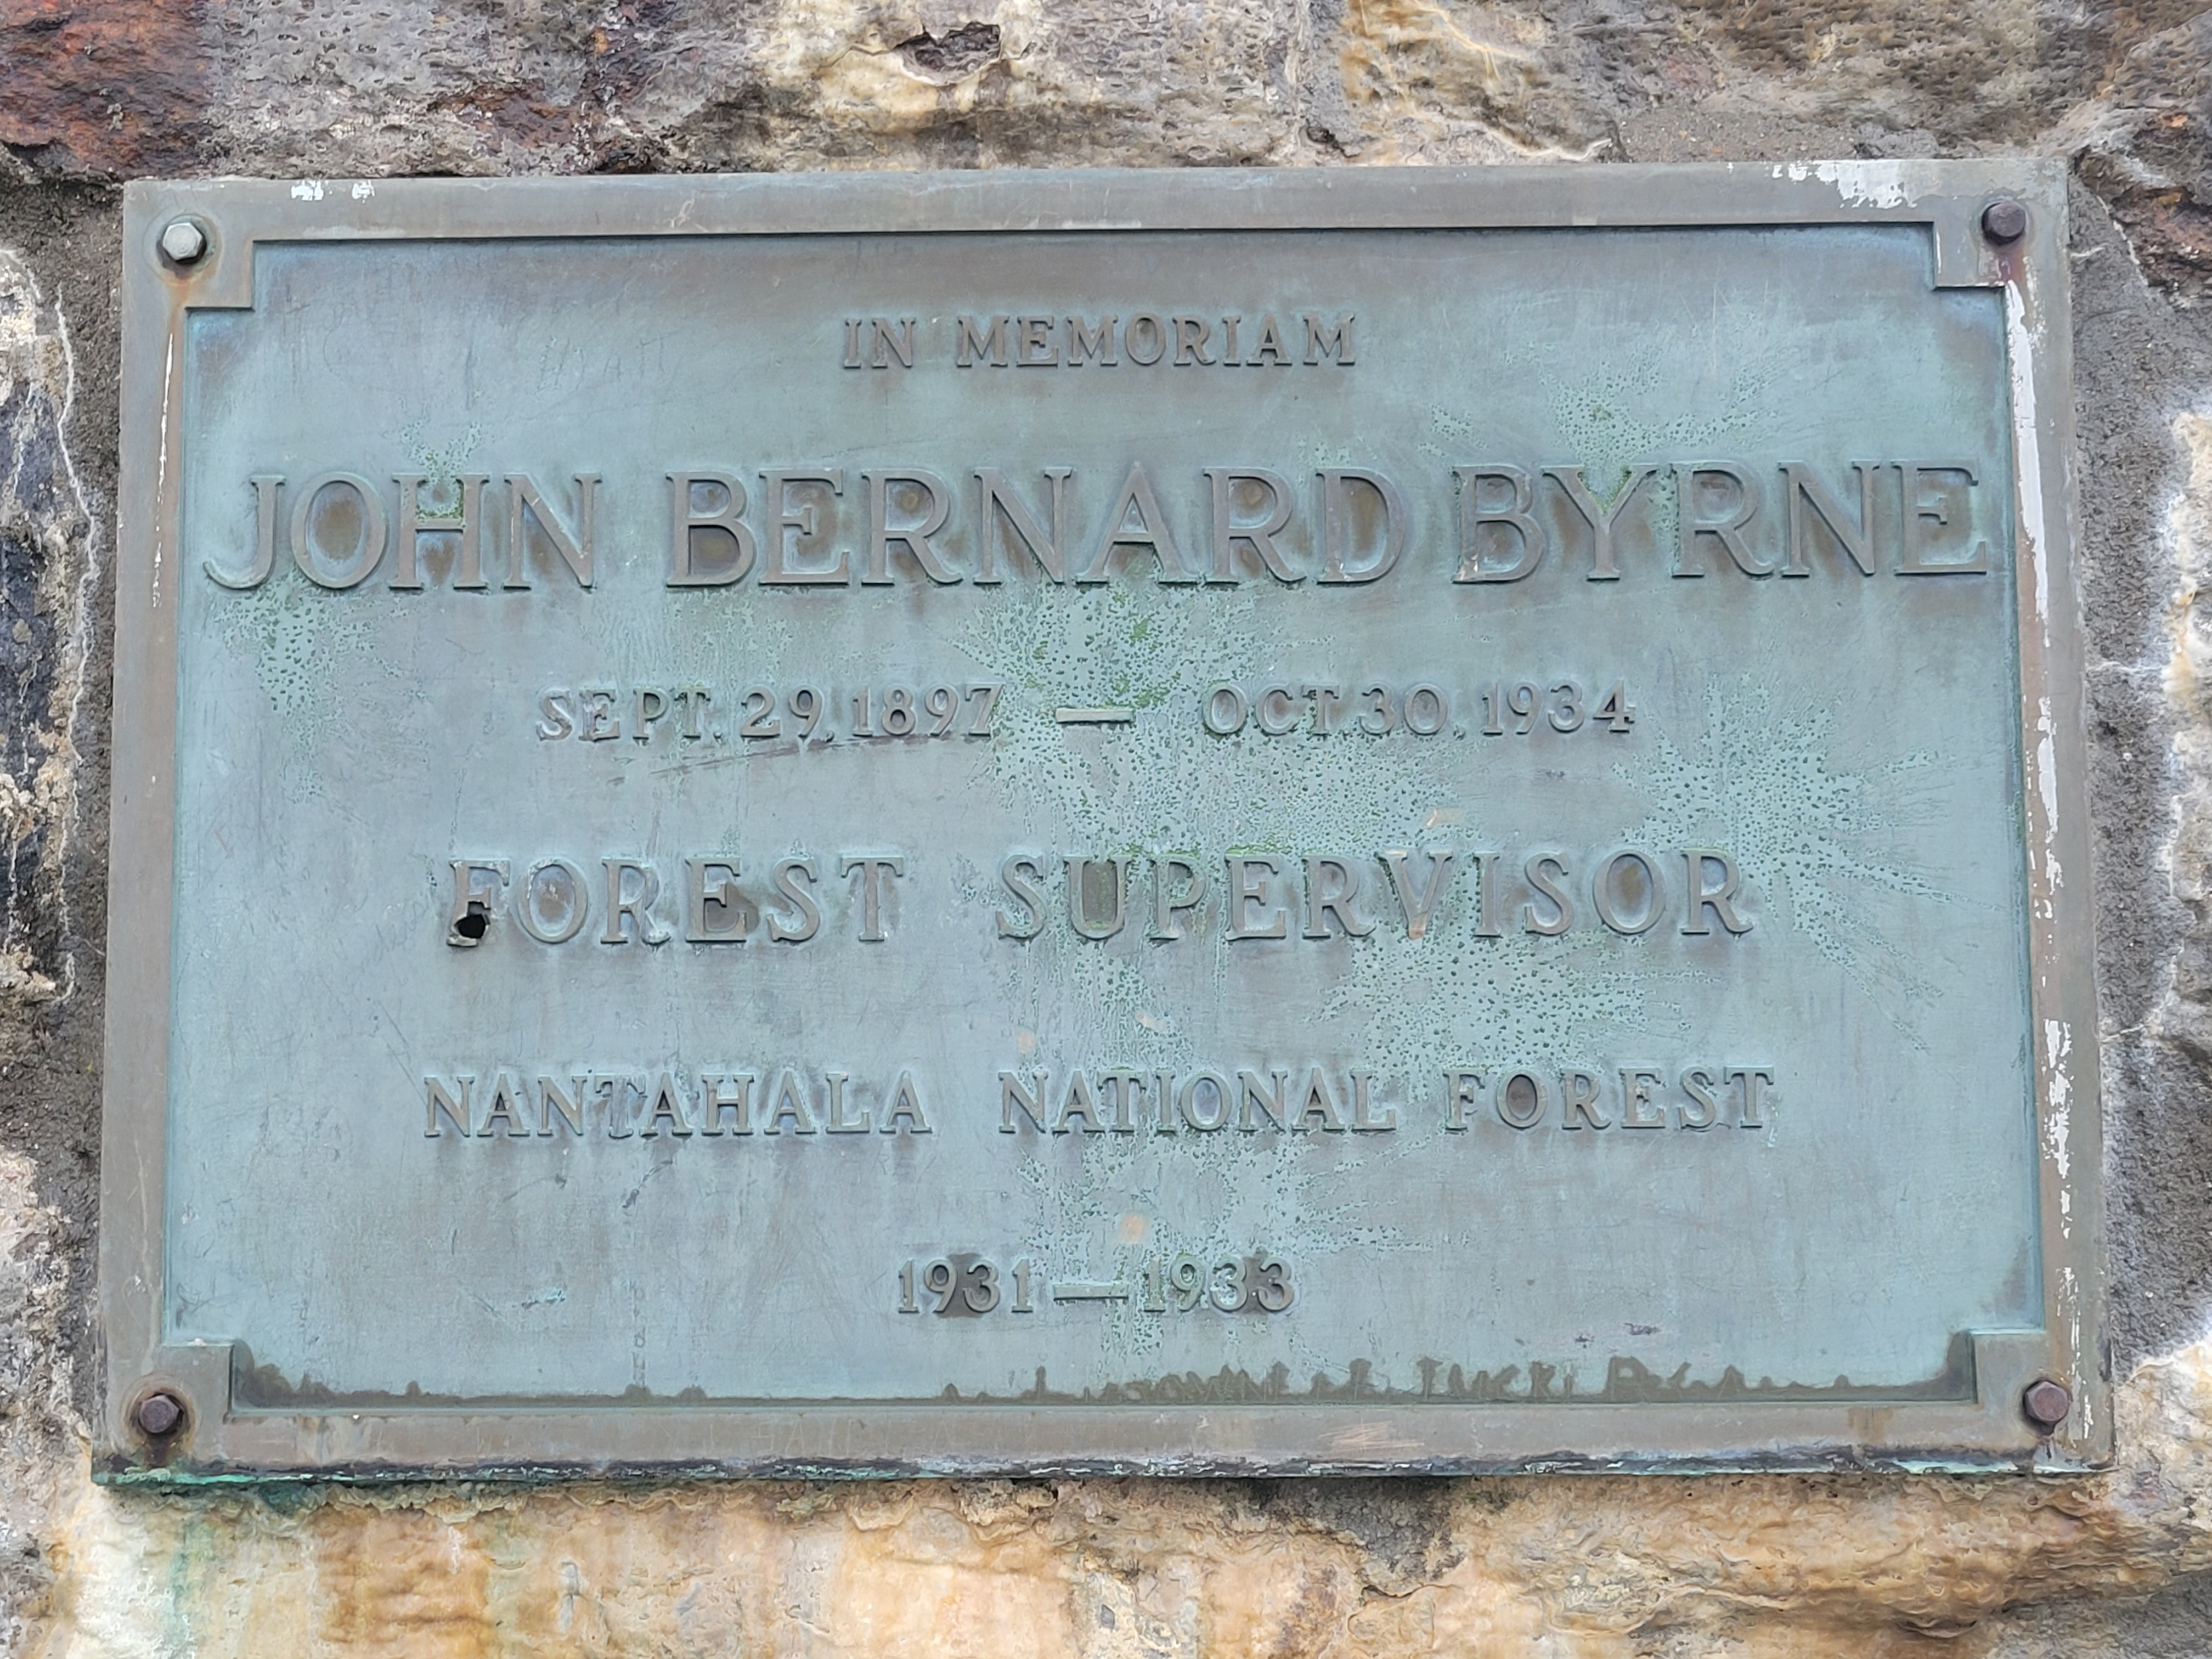 IN MEMORIAM
JOHN BERNARD BYRNE
SEPT. 29, 1897 — OCT. 30, 1934
FOREST SUPERVISOR
NANTAHALA NATIONAL FOREST
1931 — 1933